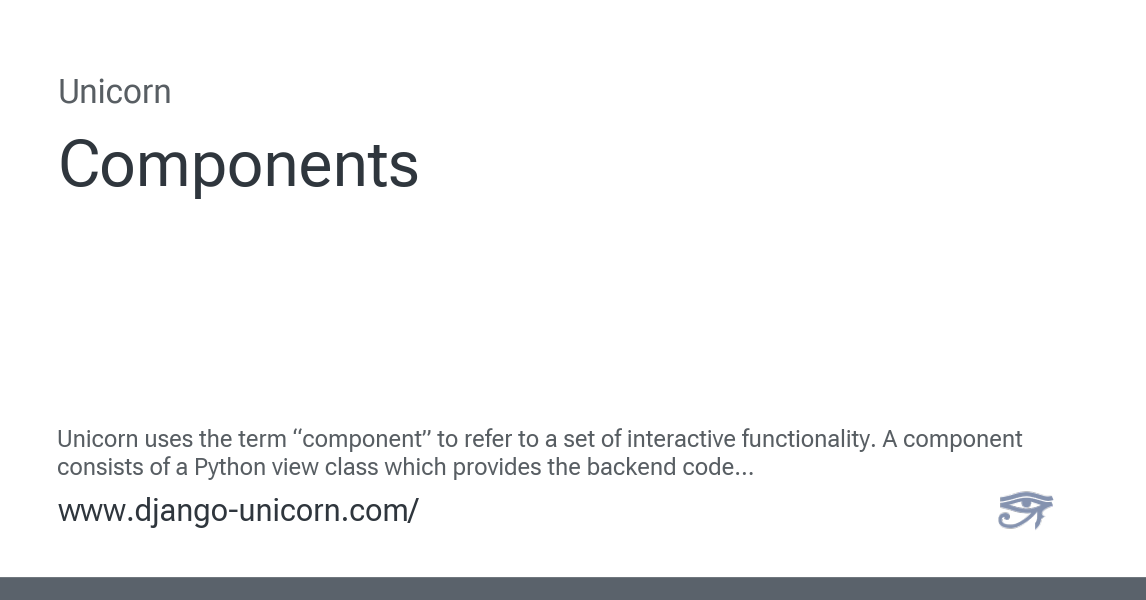 Unicorn
Components
Unicorn uses the term “component” to refer to a set of interactive functionality. A component
consists of a Python view class which provides the backend code...
www.django-unicorn.com/